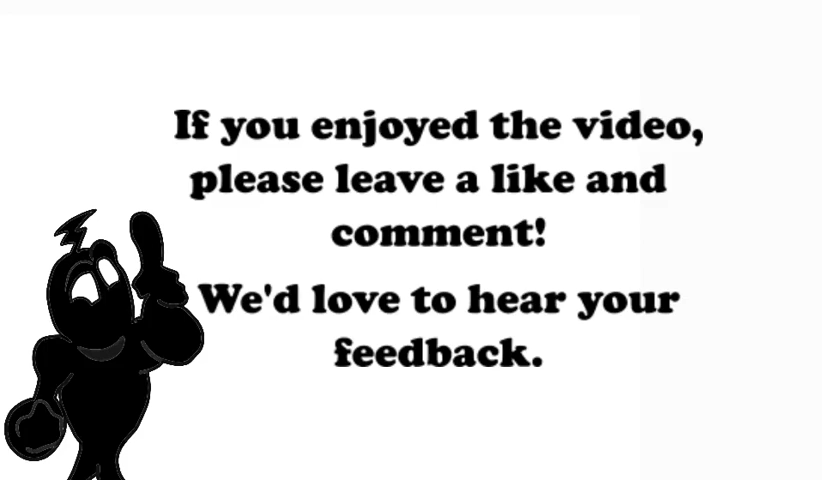 If you enjoyed the video,
please leave a like and
comment!
We'd love to hear your
feedback.